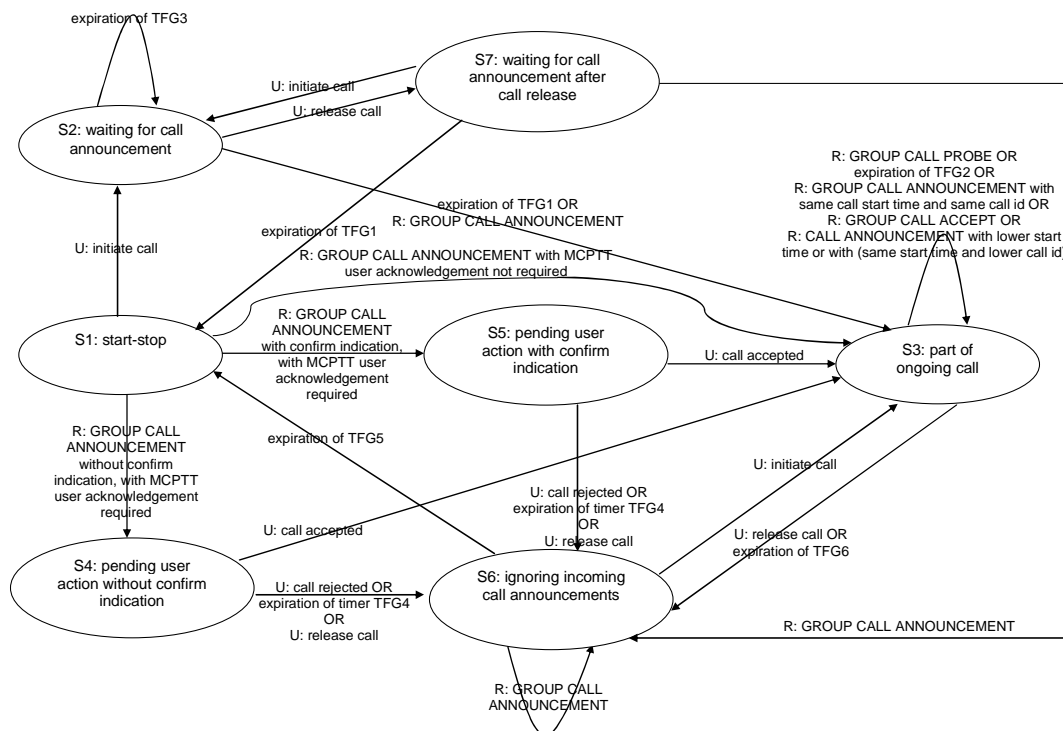 expiration of TFG3
S7: waiting for call
announcement after
call release
U: initiate call
U: release call
S2: waiting for call
announcement
R: GROUP CALL PROBE OR
expiration of TFG2 OR
R: GROUP CALL ANNOUNCEMENT with
same call start time and same call id OR
R: GROUP CALL ACCEPT OR
R: CALL ANNOUNCEMENT with lower start
time or with (same start time and lower call id)
expiration of TFG1 OR
R: GROUP CALL ANNOUNCEMENT
expiration of TFG1
U: initiate call
R: GROUP CALL ANNOUNCEMENT with MCPTT
user acknowledgement not required
S1: start-stop
R: GROUP CALL
ANNOUNCEMENT
with confirm indication,
with MCPTT user
acknowledgement
required
S5: pending user
action with confirm
indication
U: call accepted
S3: part of
ongoing call
R: GROUP CALL
ANNOUNCEMENT
without confirm
indication, with MCPTT
user acknowledgement
required
expiration of TFG5
U: initiate call
U: call rejected OR
expiration of timer TFG4
OR
U: release call
U: call accepted
U: release call OR
expiration of TFG6
S4: pending user
action without confirm
indication
U: call rejected OR
expiration of timer TFG4
OR
U: release call
S6: ignoring incoming
call announcements
R: GROUP CALL ANNOUNCEMENT
R: GROUP CALL
ANNOUNCEMENT